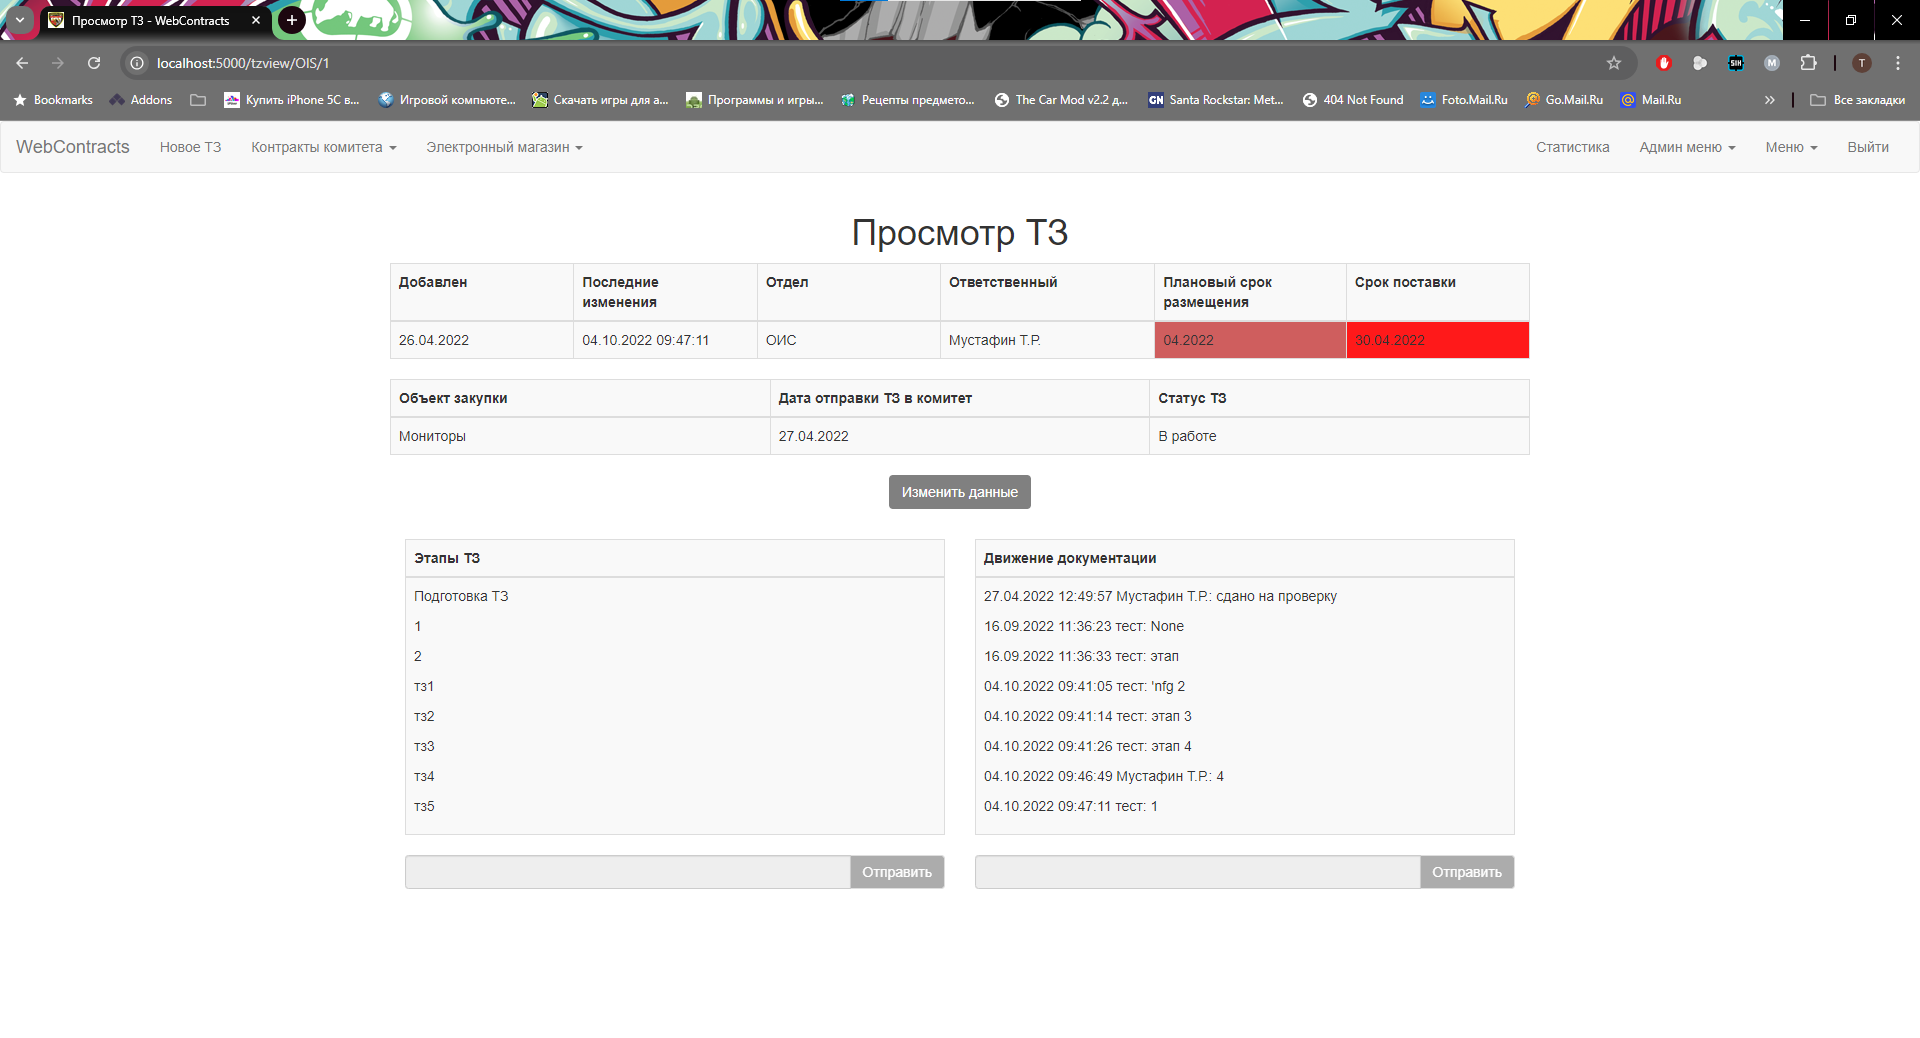 Просмотр ТЗ - WebContracts
localhost:5000/tzview/OIS/1
SIH
M
T
Bookmarks
Addons
Купить iPhone 5C в...
Игровой компьюте...
Скачать игры для а...
Программы и игры...
Рецепты предмето...
The Car Mod v2.2 д...
GN
Santa Rockstar: Met...
404 Not Found
Foto.Mail.Ru
Go.Mail.Ru
Mail.Ru
Все закладки
WebContracts
Новое ТЗ
Контракты комитета
Электронный магазин
Статистика
Админ меню
Меню
Выйти
Просмотр ТЗ
Добавлен
Последние
изменения
Отдел
Ответственный
Плановый срок
размещения
Срок поставки
26.04.2022
04.10.2022 09:47:11
ОИС
Мустафин Т.Р.
04.2022
30.04.2022
Объект закупки
Дата отправки ТЗ в комитет
Статус ТЗ
Мониторы
27.04.2022
В работе
Изменить данные
Этапы ТЗ
Подготовка ТЗ
1
2
тз1
тз2
тз3
тз4
тз5
Отправить
Движение документации
27.04.2022 12:49:57 Мустафин Т.Р.: сдано на проверку
16.09.2022 11:36:23 тест: None
16.09.2022 11:36:33 тест: этап
04.10.2022 09:41:05 тест: 'nfg 2
04.10.2022 09:41:14 тест: этап 3
04.10.2022 09:41:26 тест: этап 4
04.10.2022 09:46:49 Мустафин Т.Р.: 4
04.10.2022 09:47:11 тест: 1
Отправить